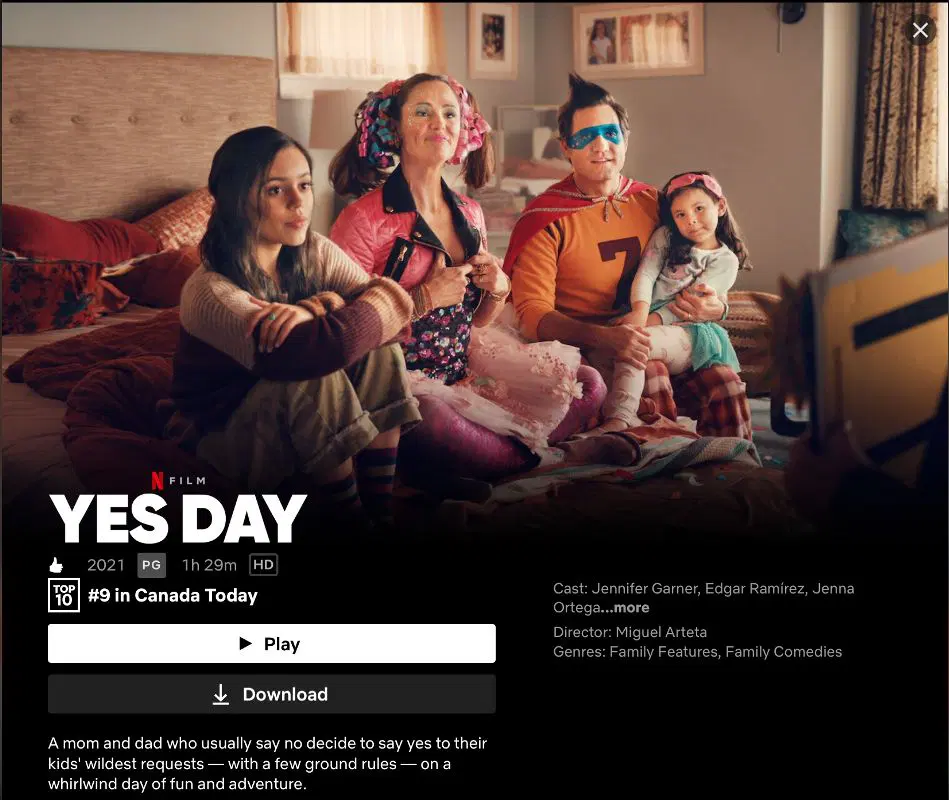 7
N FILM
YES DAY
2021 PG 1h 29m HD
TOP
10
#9 in Canada Today
Play
Download
A mom and dad who usually say no decide to say yes to their
kids' wildest requests — with a few ground rules — on a
whirlwind day of fun and adventure.
Cast: Jennifer Garner, Edgar Ramírez, Jenna
Ortega...more
Director: Miguel Arteta
Genres: Family Features, Family Comedies